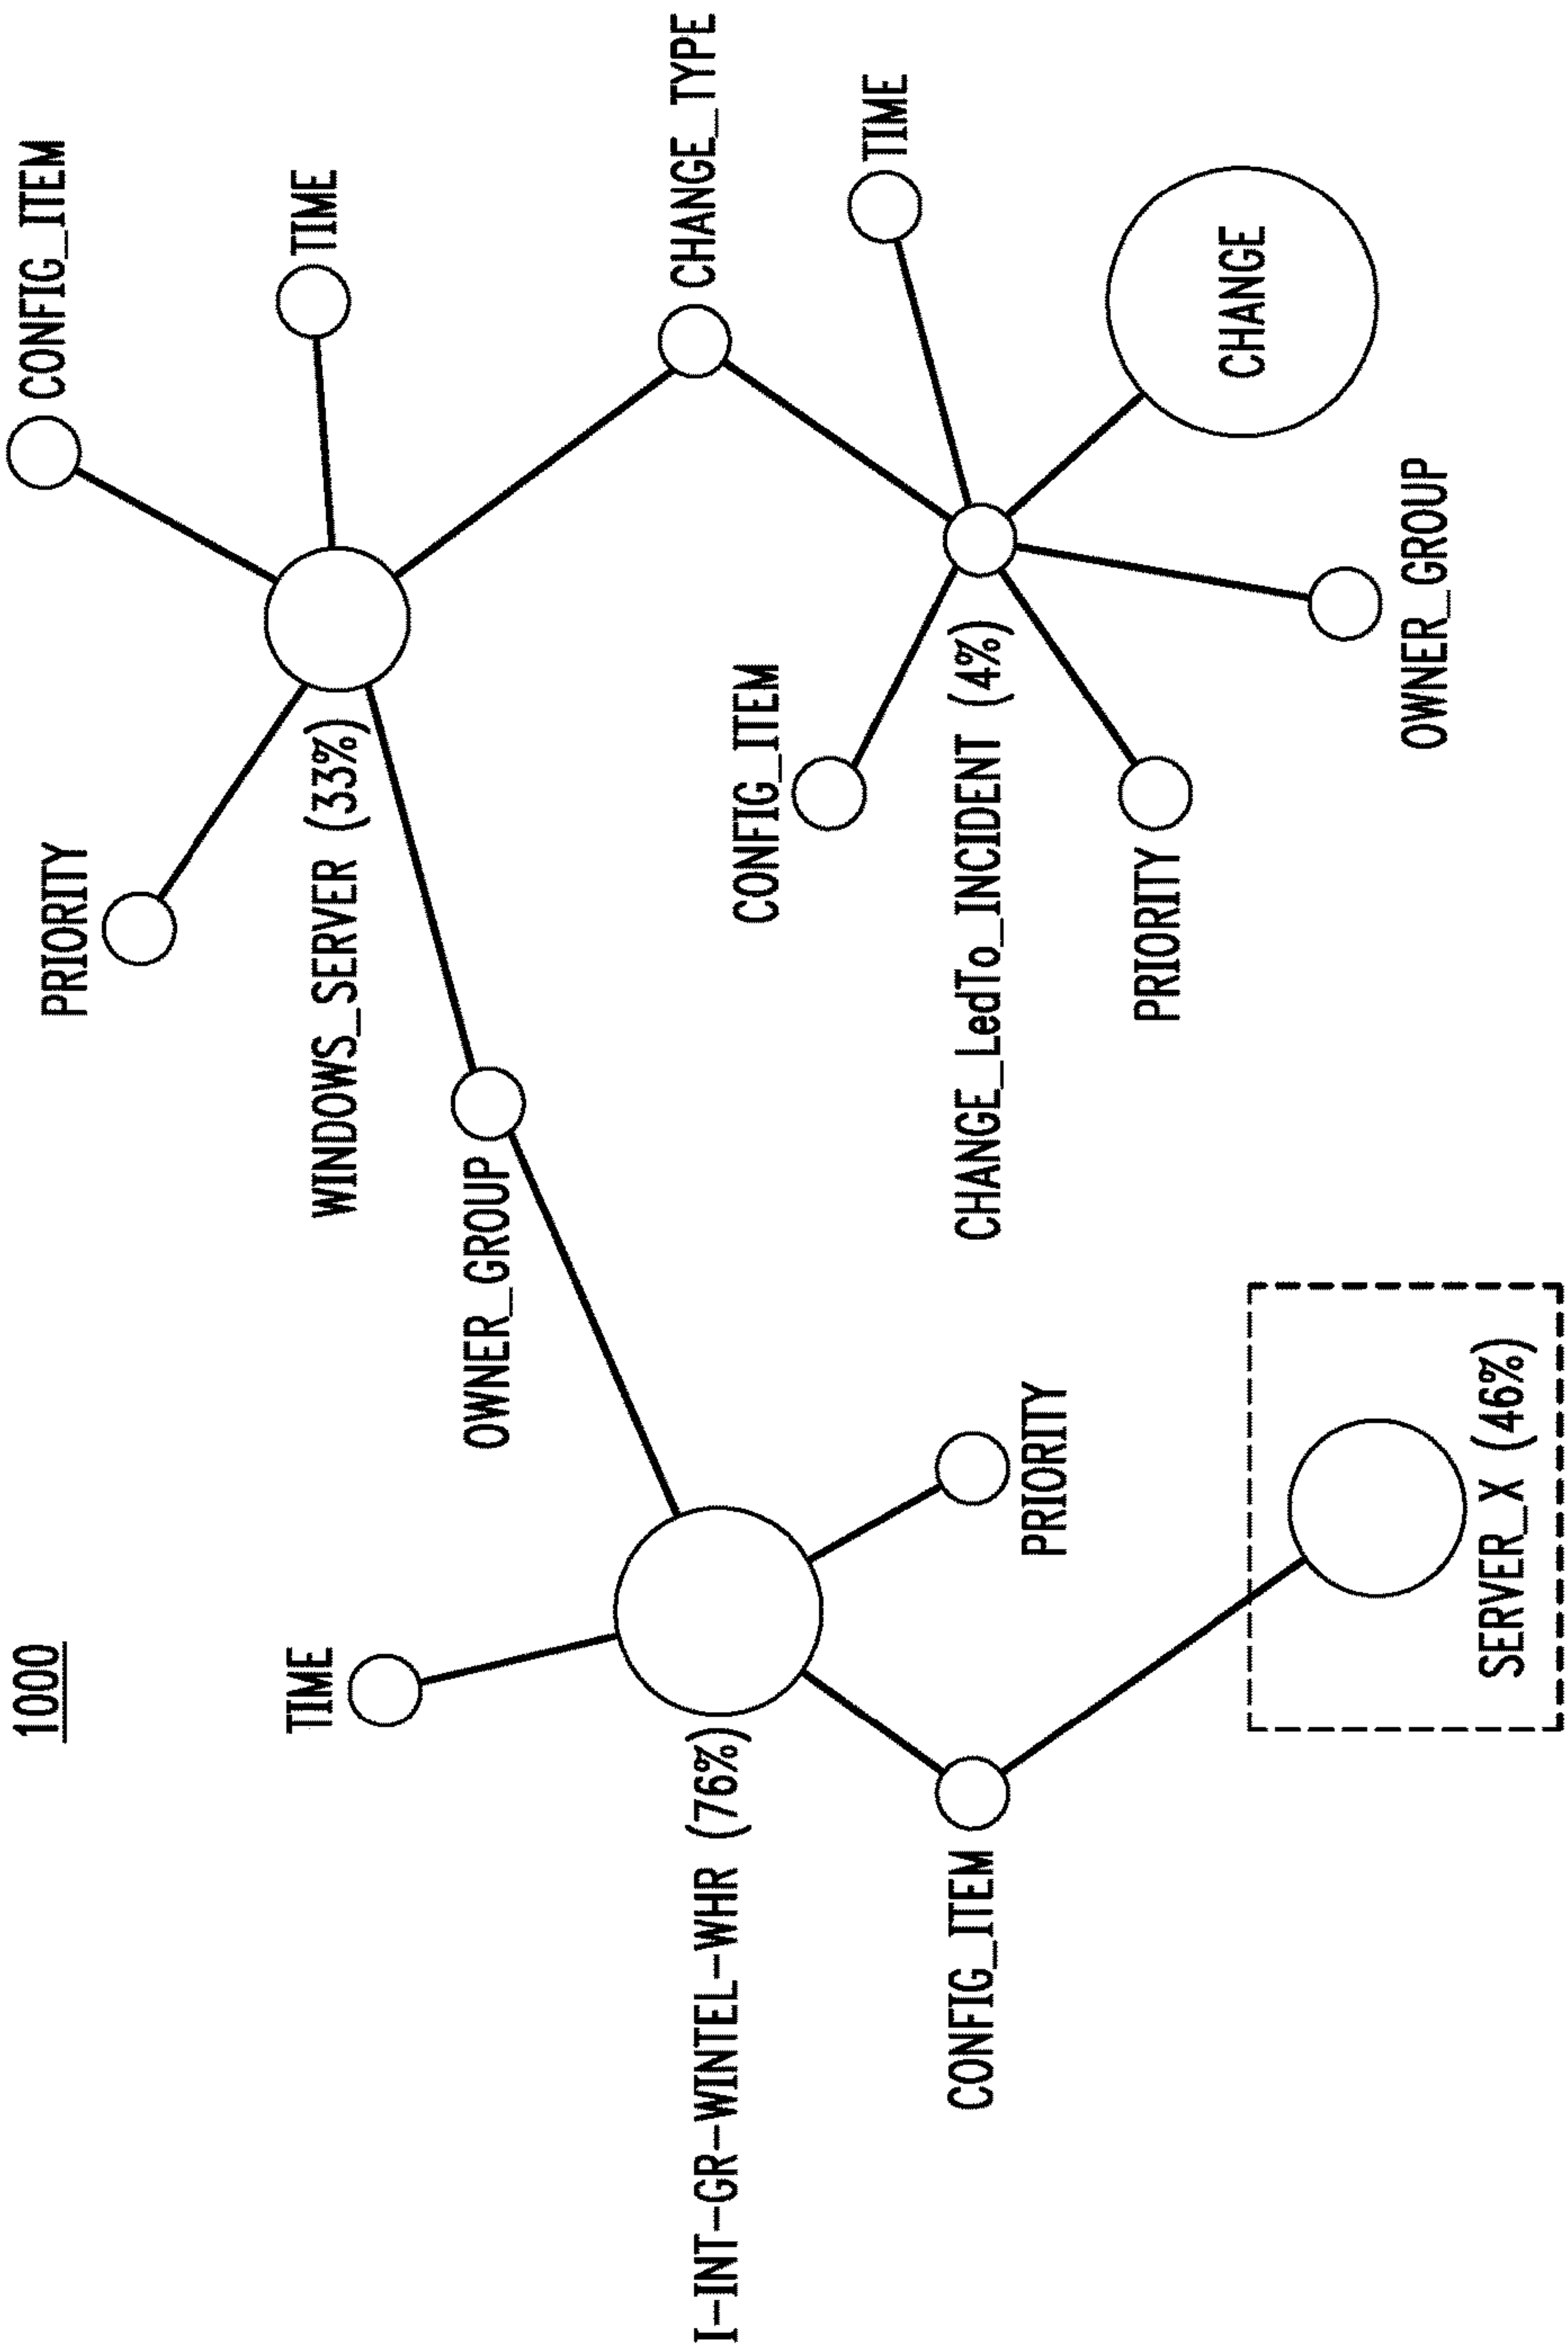 1000
CONFIG_ITEM
PRIORITY
TIME
WINDOWS_SERVER (33%)
TIME
OWNER_GROUP
CHANGE_TYPE
I-INT-GR-WINTEL-WHR (76%)
CONFIG_ITEM
TIME
CONFIG_ITEM
CHANGE_LedTo_INCIDENT (4%)
PRIORITY
PRIORITY
CHANGE
OWNER_GROUP
SERVER_X (46%)